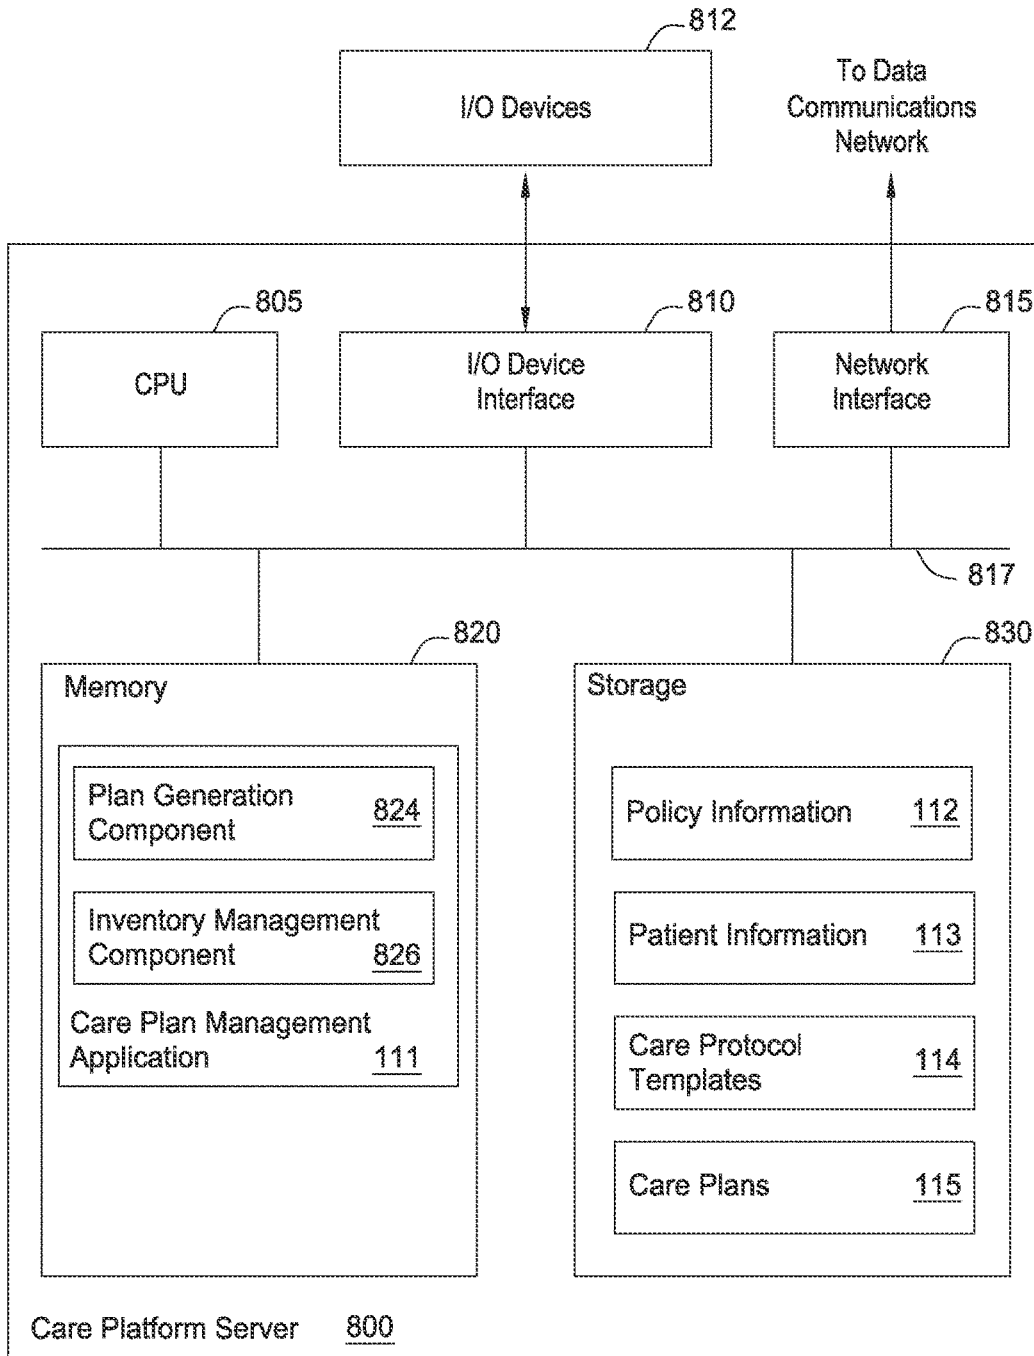 812
I/O Devices
To Data
Communications
Network
805
810
815
CPU
I/O Device
Interface
Network
Interface
817
820
830
Memory
Storage
Plan Generation
Component 824
Inventory Management
Component 826
Care Plan Management
Application 111
Policy Information 112
Patient Information 113
Care Protocol
Templates 114
Care Plans 115
Care Platform Server 800